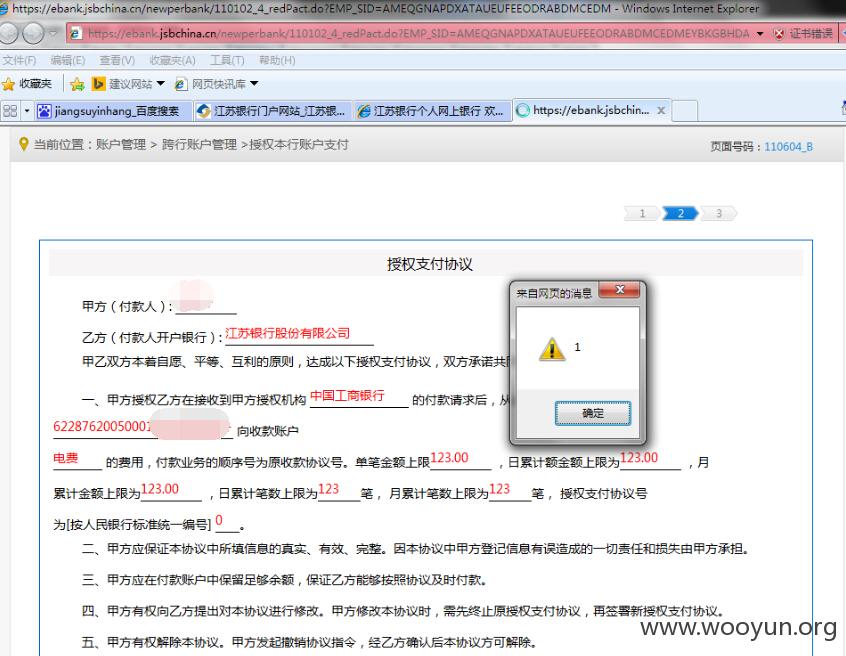 https://ebank.jsbchina.cn/newperbank/110102_4_redPact.do?EMP_SID=AMEQGNAPDXATAUEUFEEODRABDMCEDM - Windows Internet Explorer
https://ebank.jsbchina.cn/newperbank/110102_4_redPact.do?EMP_SID=AMEQGNAPDXATAUEUFEEODRABDMCEDMEYBKGBHDA 证书错误
文件(F) 编辑(E) 查看(V) 收藏夹(A) 工具(T) 帮助(H)
收藏夹 建议网站 网页快讯库
jiangsuyinhang_百度搜索 江苏银行门户网站_江苏银... 江苏银行个人网上银行 欢... https://ebank.jsbchin... x
当前位置：账户管理 > 跨行账户管理 >授权本行账户支付 页面号码：110604_B
1 2 3
授权支付协议
来自网页的消息
甲方（付款人）：
乙方（付款人开户银行）：江苏银行股份有限公司
1
甲乙双方本着自愿、平等、互利的原则，达成以下授权支付协议，双方承诺共
一、甲方授权乙方在接收到甲方授权机构 中国工商银行 的付款请求后，从
确定
6228762005000 向收款账户
电费 的费用，付款业务的顺序号为原收款协议号。单笔金额上限123.00 ，日累计额金额上限为123.00 ，月
累计金额上限为123.00 ，日累计笔数上限为123 笔，月累计笔数上限为123 笔，授权支付协议号
为[按人民银行标准统一编号] 0 。
二、甲方应保证本协议中所填信息的真实、有效、完整。因本协议中甲方登记信息有误造成的一切责任和损失由甲方承担。
三、甲方应在付款账户中保留足够余额，保证乙方能够按照协议及时付款。
四、甲方有权向乙方提出对本协议进行修改。甲方修改本协议时，需先终止原授权支付协议，再签署新授权支付协议。
五、甲方有权解除本协议。甲方发起撤销协议指令，经乙方确认后本协议方可解除。
www.wooyun.org